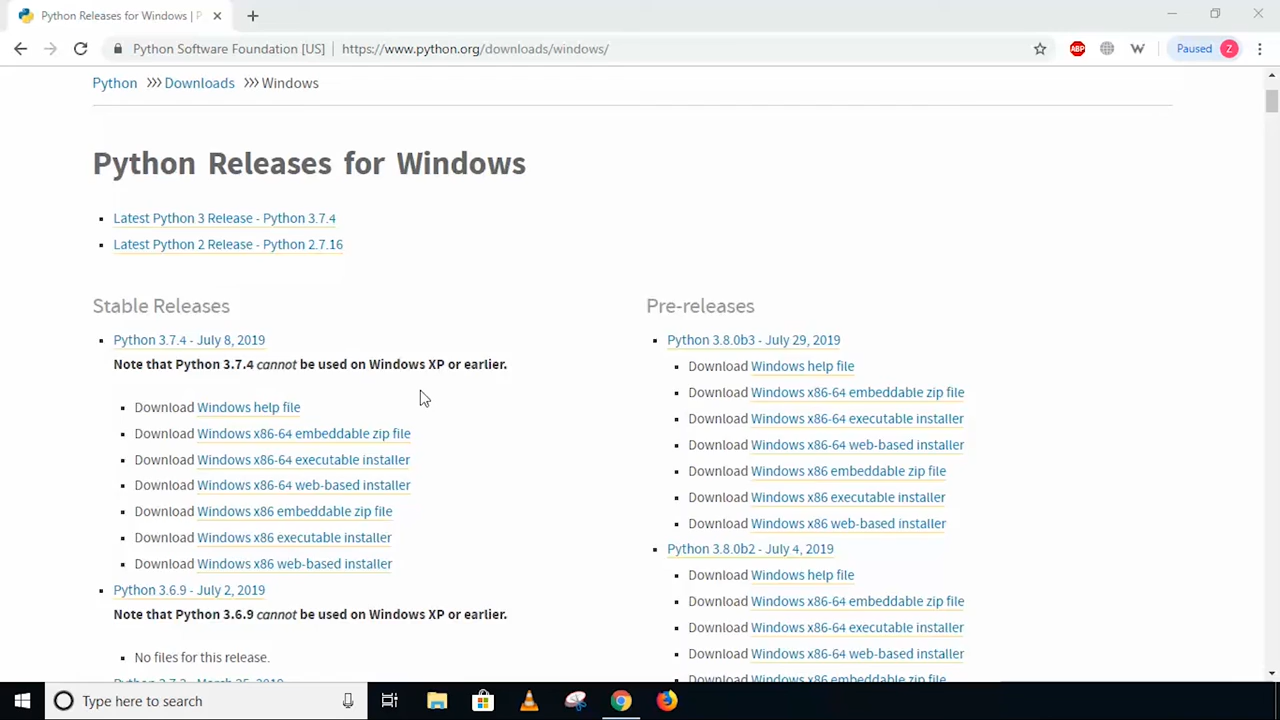 Python Releases for Windows | P
Python Software Foundation [US] | https://www.python.org/downloads/windows/
ABP
W
Paused Z
Python >>> Downloads >>> Windows
Python Releases for Windows
Latest Python 3 Release - Python 3.7.4
Latest Python 2 Release - Python 2.7.16
Stable Releases
Python 3.7.4 - July 8, 2019
Note that Python 3.7.4 cannot be used on Windows XP or earlier.
Download Windows help file
Download Windows x86-64 embeddable zip file
Download Windows x86-64 executable installer
Download Windows x86-64 web-based installer
Download Windows x86 embeddable zip file
Download Windows x86 executable installer
Download Windows x86 web-based installer
Python 3.6.9 - July 2, 2019
Note that Python 3.6.9 cannot be used on Windows XP or earlier.
No files for this release.
Pre-releases
Python 3.8.0b3 - July 29, 2019
Download Windows help file
Download Windows x86-64 embeddable zip file
Download Windows x86-64 executable installer
Download Windows x86-64 web-based installer
Download Windows x86 embeddable zip file
Download Windows x86 executable installer
Download Windows x86 web-based installer
Python 3.8.0b2 - July 4, 2019
Download Windows help file
Download Windows x86-64 embeddable zip file
Download Windows x86-64 executable installer
Download Windows x86-64 web-based installer
Type here to search